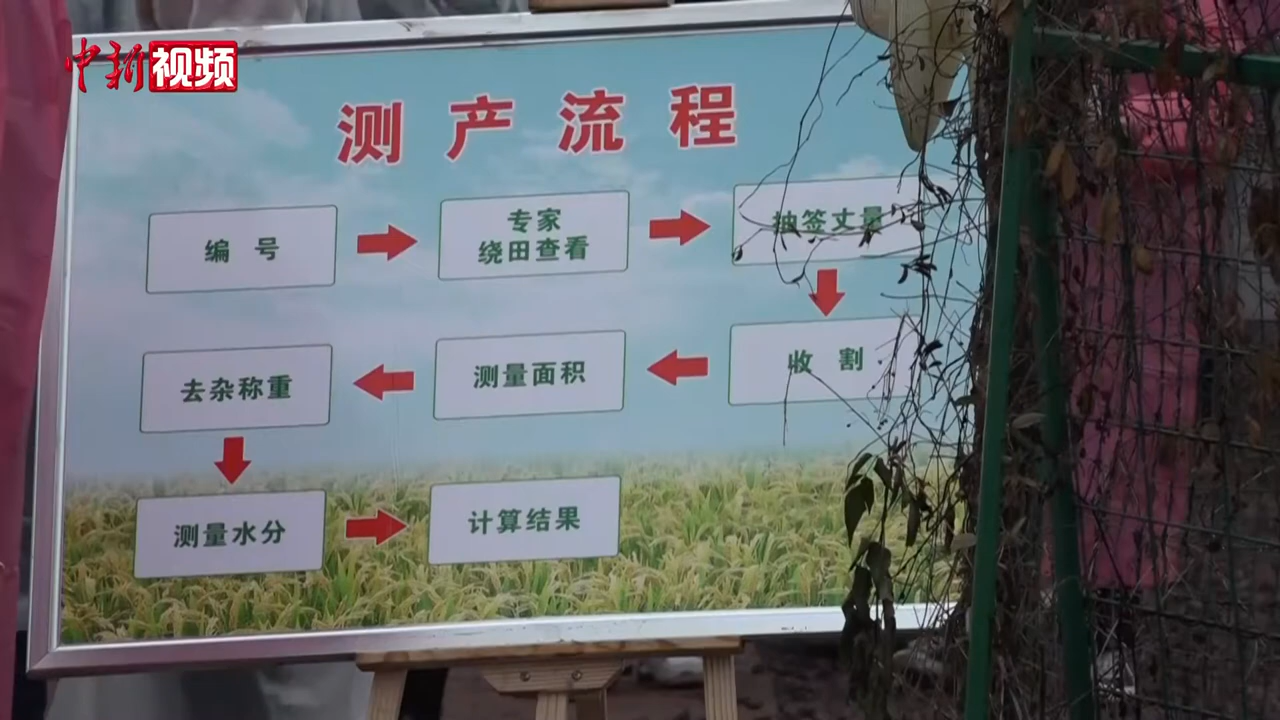 中新视频
测产流程
编号
专家
绕田查看
抽签丈量
收割
测量面积
去杂称重
测量水分
计算结果